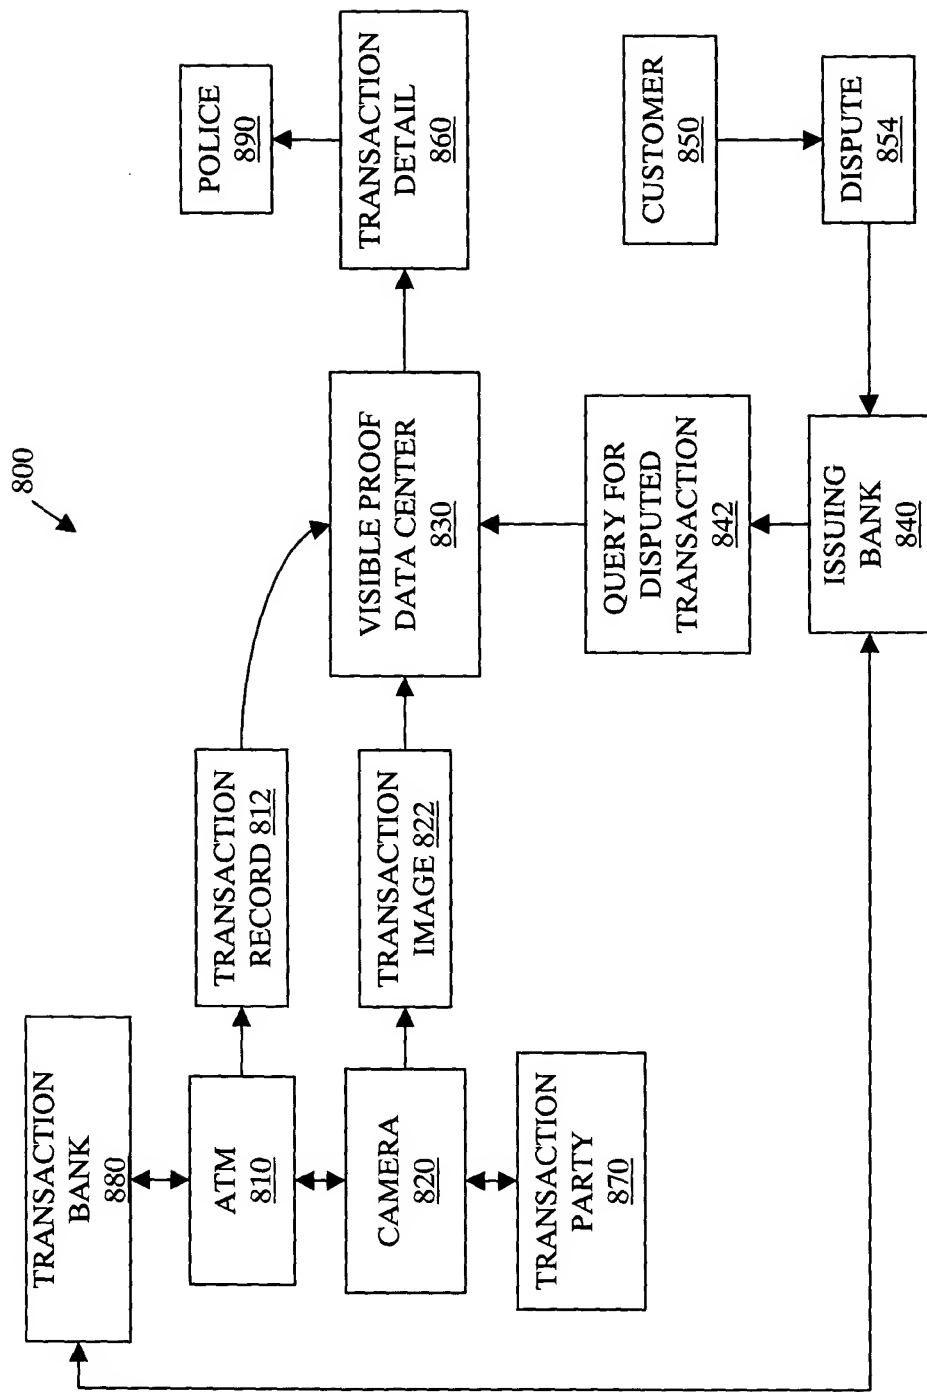 800
TRANSACTION
BANK
880
ATM
810
CAMERA
820
TRANSACTION
PARTY
870
TRANSACTION
RECORD 812
TRANSACTION
IMAGE 822
VISIBLE PROOF
DATA CENTER
830
QUERY FOR
DISPUTED
TRANSACTION
842
ISSUING
BANK
840
POLICE
890
TRANSACTION
DETAIL
860
CUSTOMER
850
DISPUTE
854